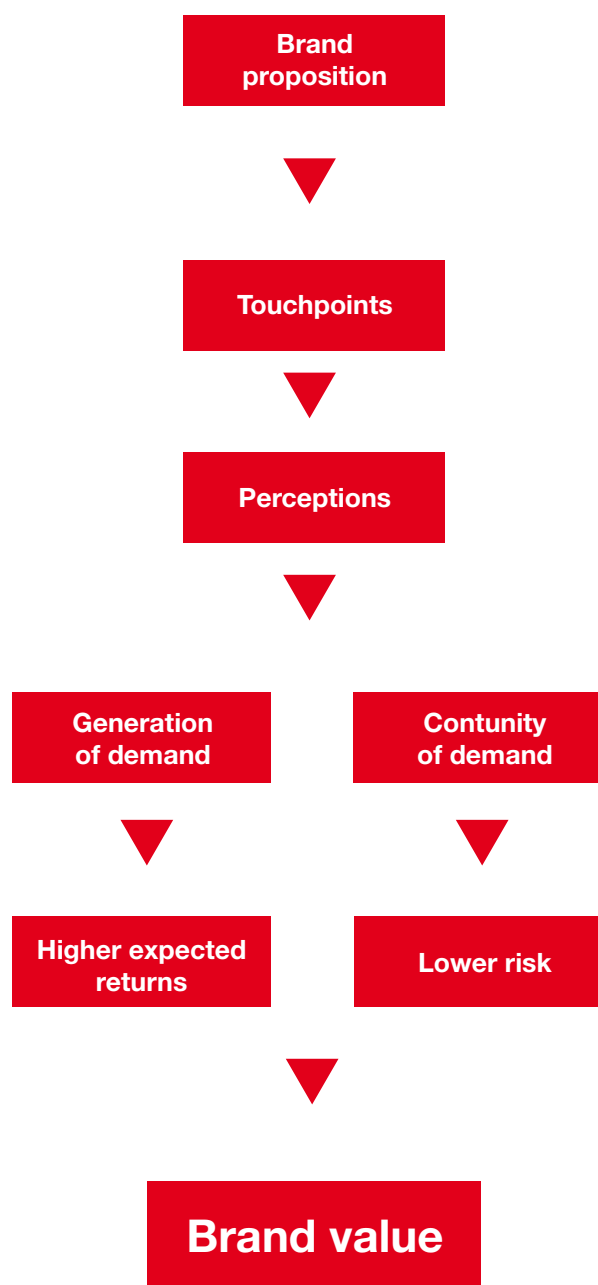 Brand
proposition
Touchpoints
Perceptions
Generation
of demand
Contunity
of demand
Higher expected
returns
Lower risk
Brand value